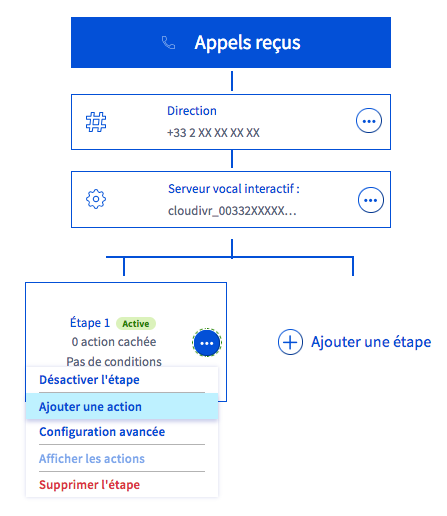 Appels reçus
Direction
+33 2 XX XX XX XX
Serveur vocal interactif :
cloudivr_00332XXXXX...
Étape 1 Active
0 action cachée
Pas de conditions
Ajouter une étape
Désactiver l'étape
Ajouter une action
Configuration avancée
Afficher les actions
Supprimer l'étape